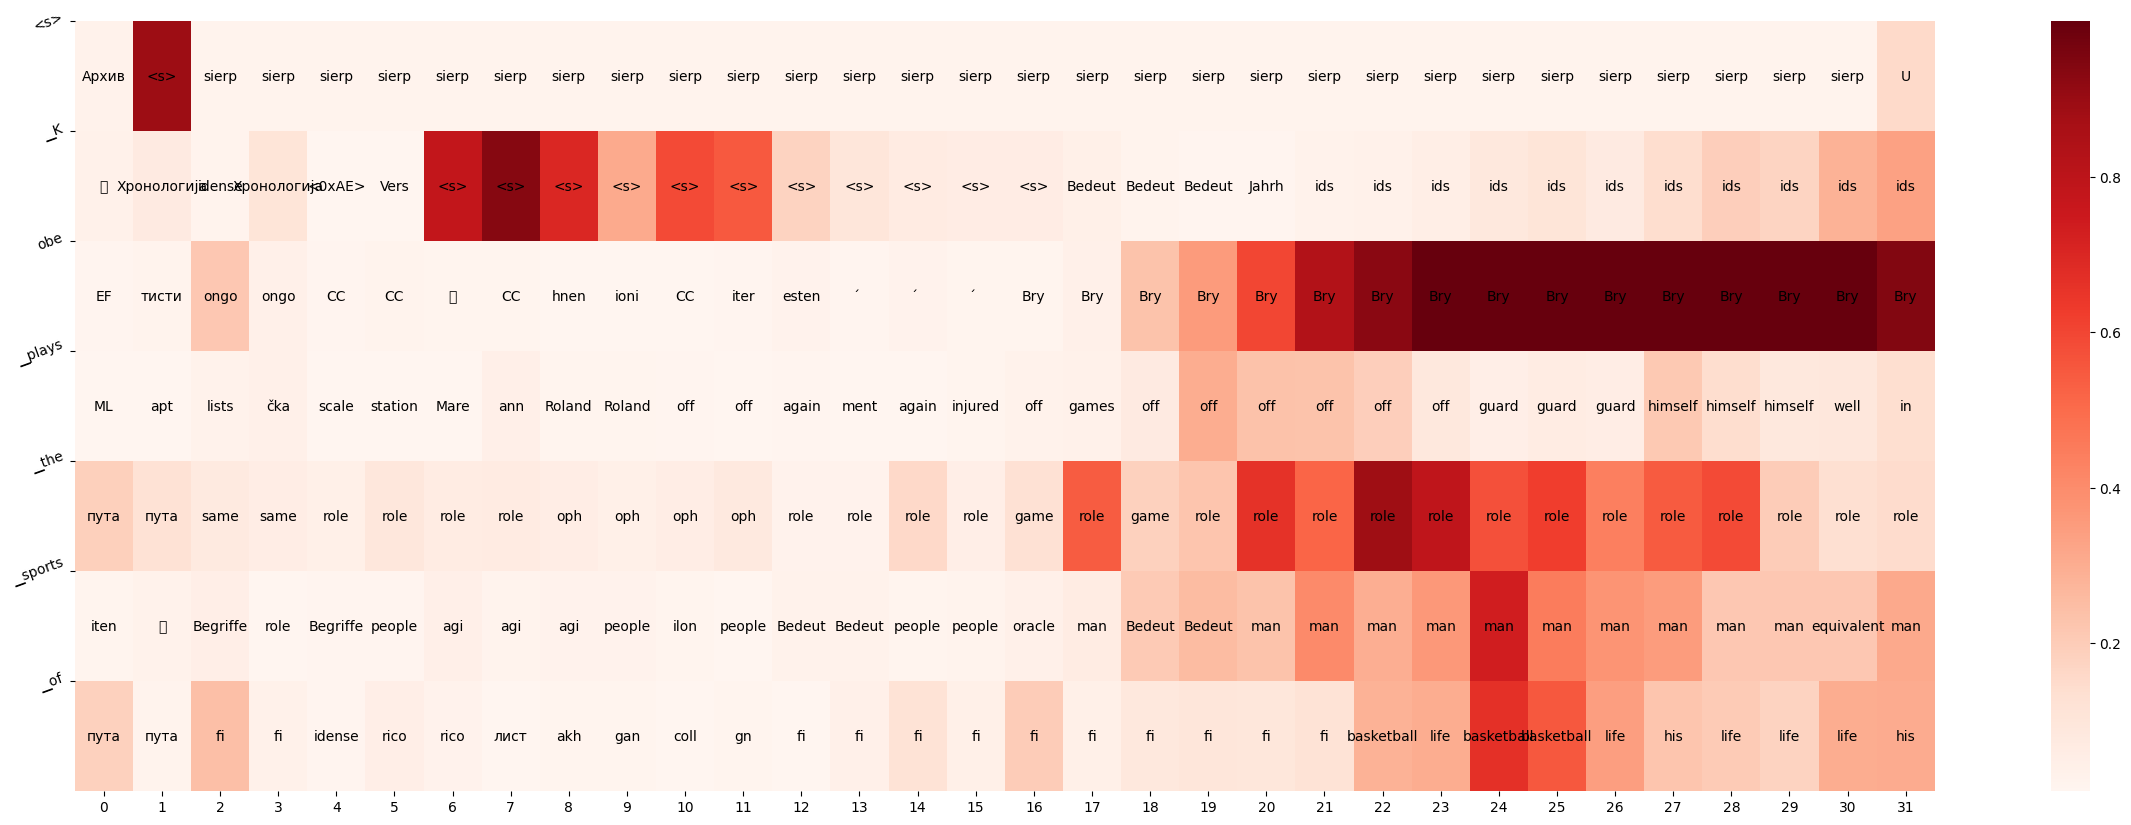 <s>
Архив <s> sierp sierp sierp sierp sierp sierp sierp sierp sierp sierp sierp sierp sierp sierp sierp sierp sierp sierp sierp sierp sierp sierp sierp sierp sierp sierp sierp sierp sierp U
_K
Хронологија idense Хронологија <0xAE> Vers <s> <s> <s> <s> <s> <s> <s> <s> <s> <s> <s> Bedeut Bedeut Bedeut Jahrh ids ids ids ids ids ids ids ids ids ids ids
obe
EF тисти ongo ongo CC CC CC hnen ioni CC iter esten ´ ´ ´ Bry Bry Bry Bry Bry Bry Bry Bry Bry Bry Bry Bry Bry Bry Bry Bry
_plays
ML apt lists čka scale station Mare ann Roland Roland off off again ment again injured off games off off off off off off guard guard guard himself himself himself well in
_the
пута пута same same role role role role oph oph oph oph role role role role game role game role role role role role role role role role role role role role
_sports
iten Begriffe role Begriffe people agi agi agi people ilon people Bedeut Bedeut people people oracle man Bedeut Bedeut man man man man man man man man man man equivalent man
_of
пута пута fi fi idense rico rico лист akh gan coll gn fi fi fi fi fi fi fi fi fi fi basketball life basketball basketball life his life life life his
0 1 2 3 4 5 6 7 8 9 10 11 12 13 14 15 16 17 18 19 20 21 22 23 24 25 26 27 28 29 30 31
0.8
0.6
0.4
0.2